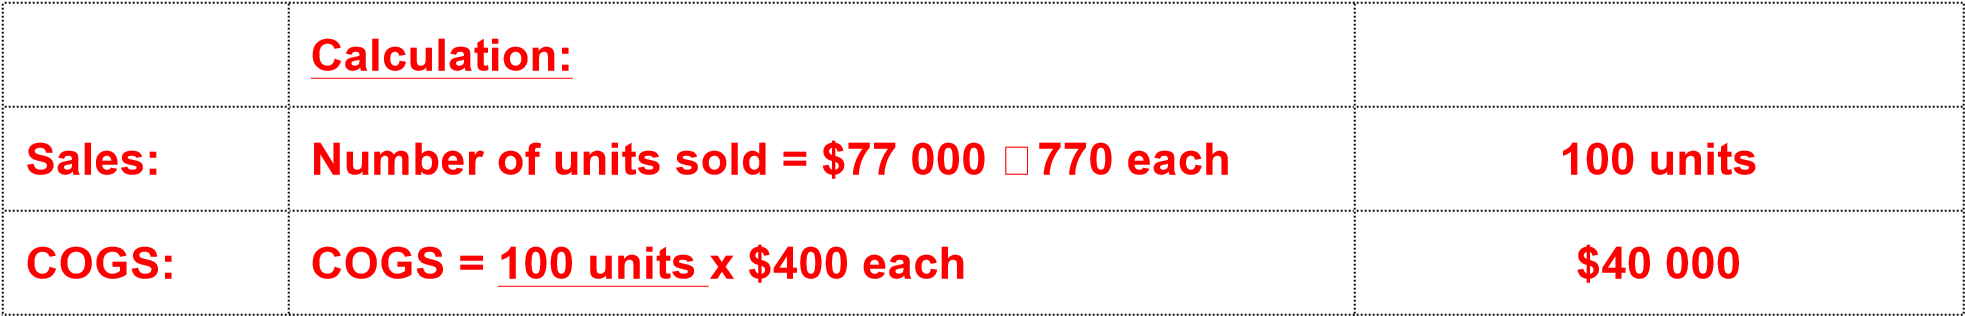 Calculation:
Sales: Number of units sold = $77 000 □ 770 each 100 units
COGS: COGS = 100 units x $400 each $40 000